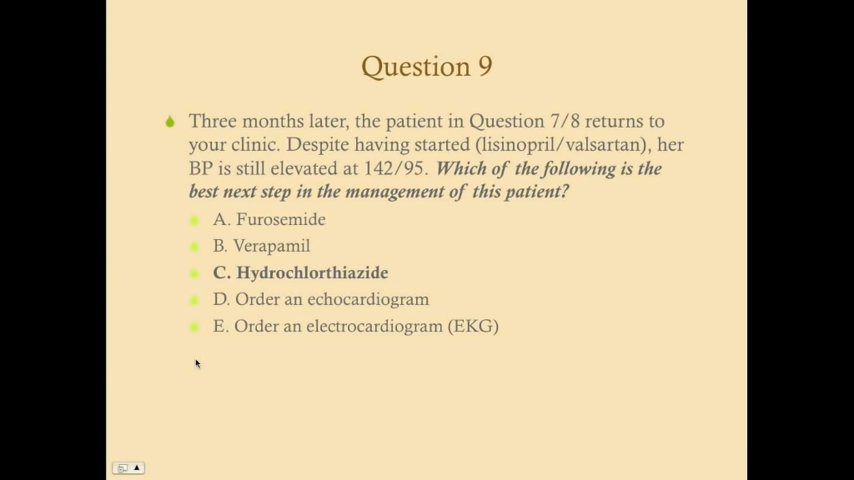 Question 9
Three months later, the patient in Question 7/8 returns to
your clinic. Despite having started (lisinopril/valsartan), her
BP is still elevated at 142/95. Which of the following is the
best next step in the management of this patient?
A. Furosemide
B. Verapamil
C. Hydrochlorthiazide
D. Order an echocardiogram
E. Order an electrocardiogram (EKG)